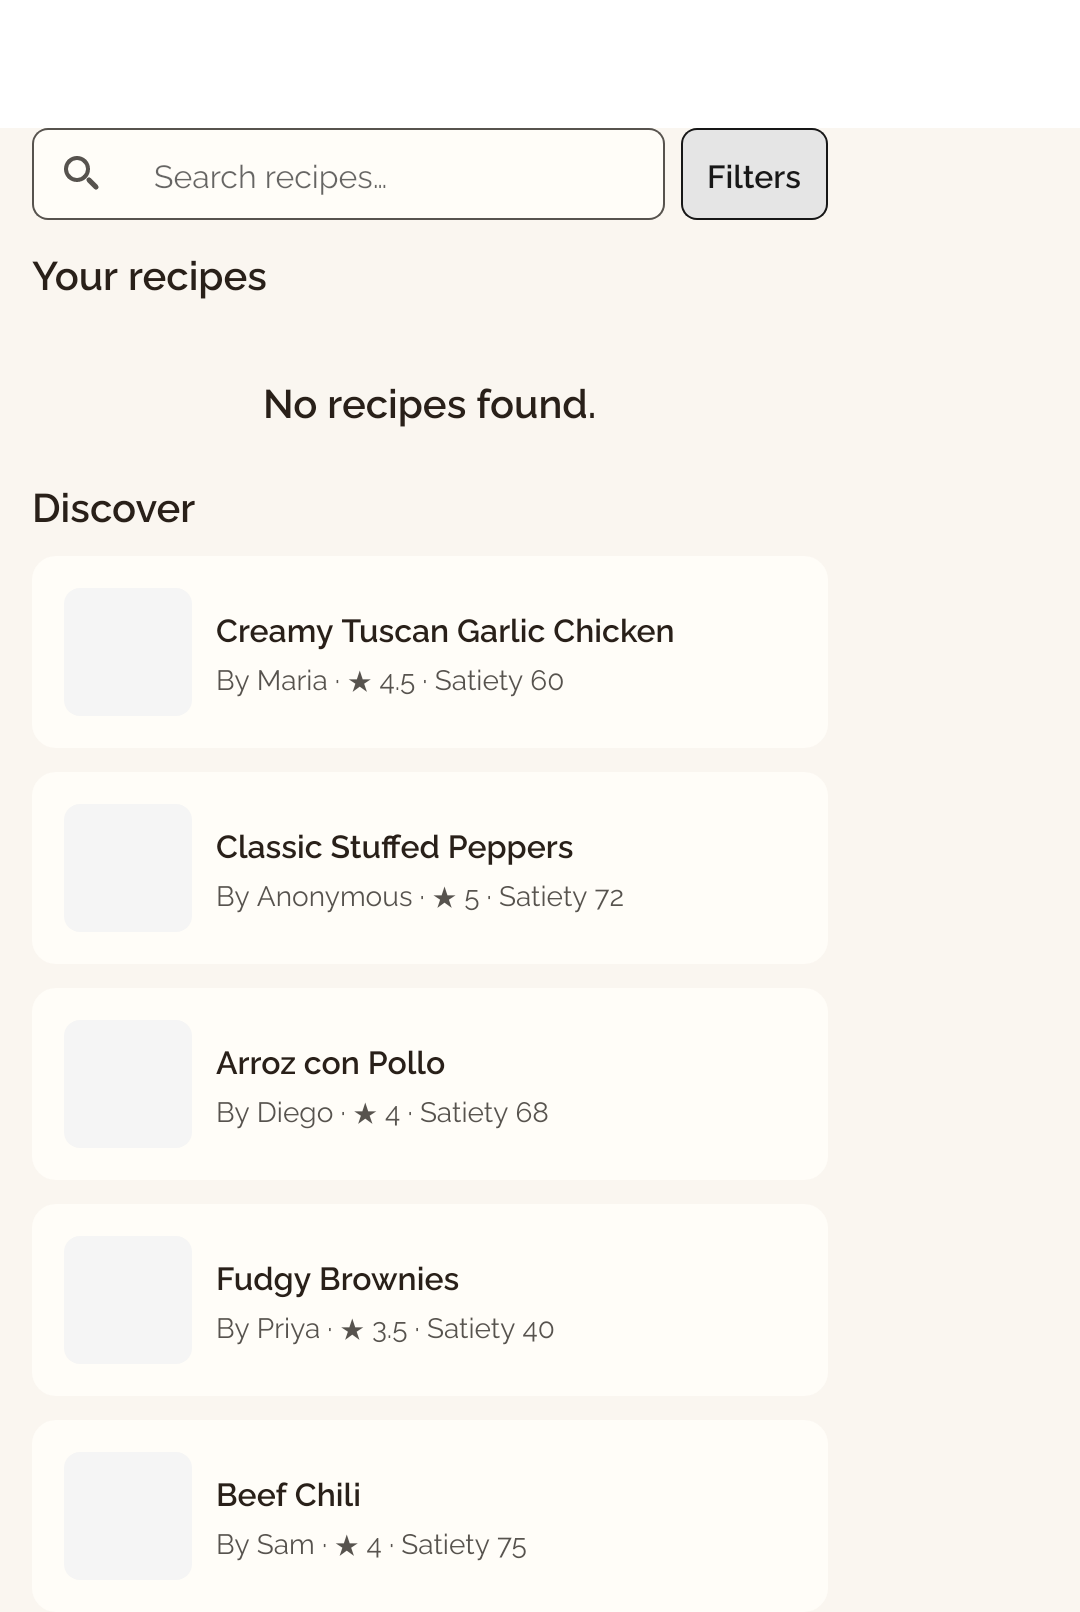 Search recipes…
Filters
Your recipes
No recipes found.
Discover
Creamy Tuscan Garlic Chicken
By Maria · ★ 4.5 · Satiety 60
Classic Stuffed Peppers
By Anonymous · ★ 5 · Satiety 72
Arroz con Pollo
By Diego · ★ 4 · Satiety 68
Fudgy Brownies
By Priya · ★ 3.5 · Satiety 40
Beef Chili
By Sam · ★ 4 · Satiety 75